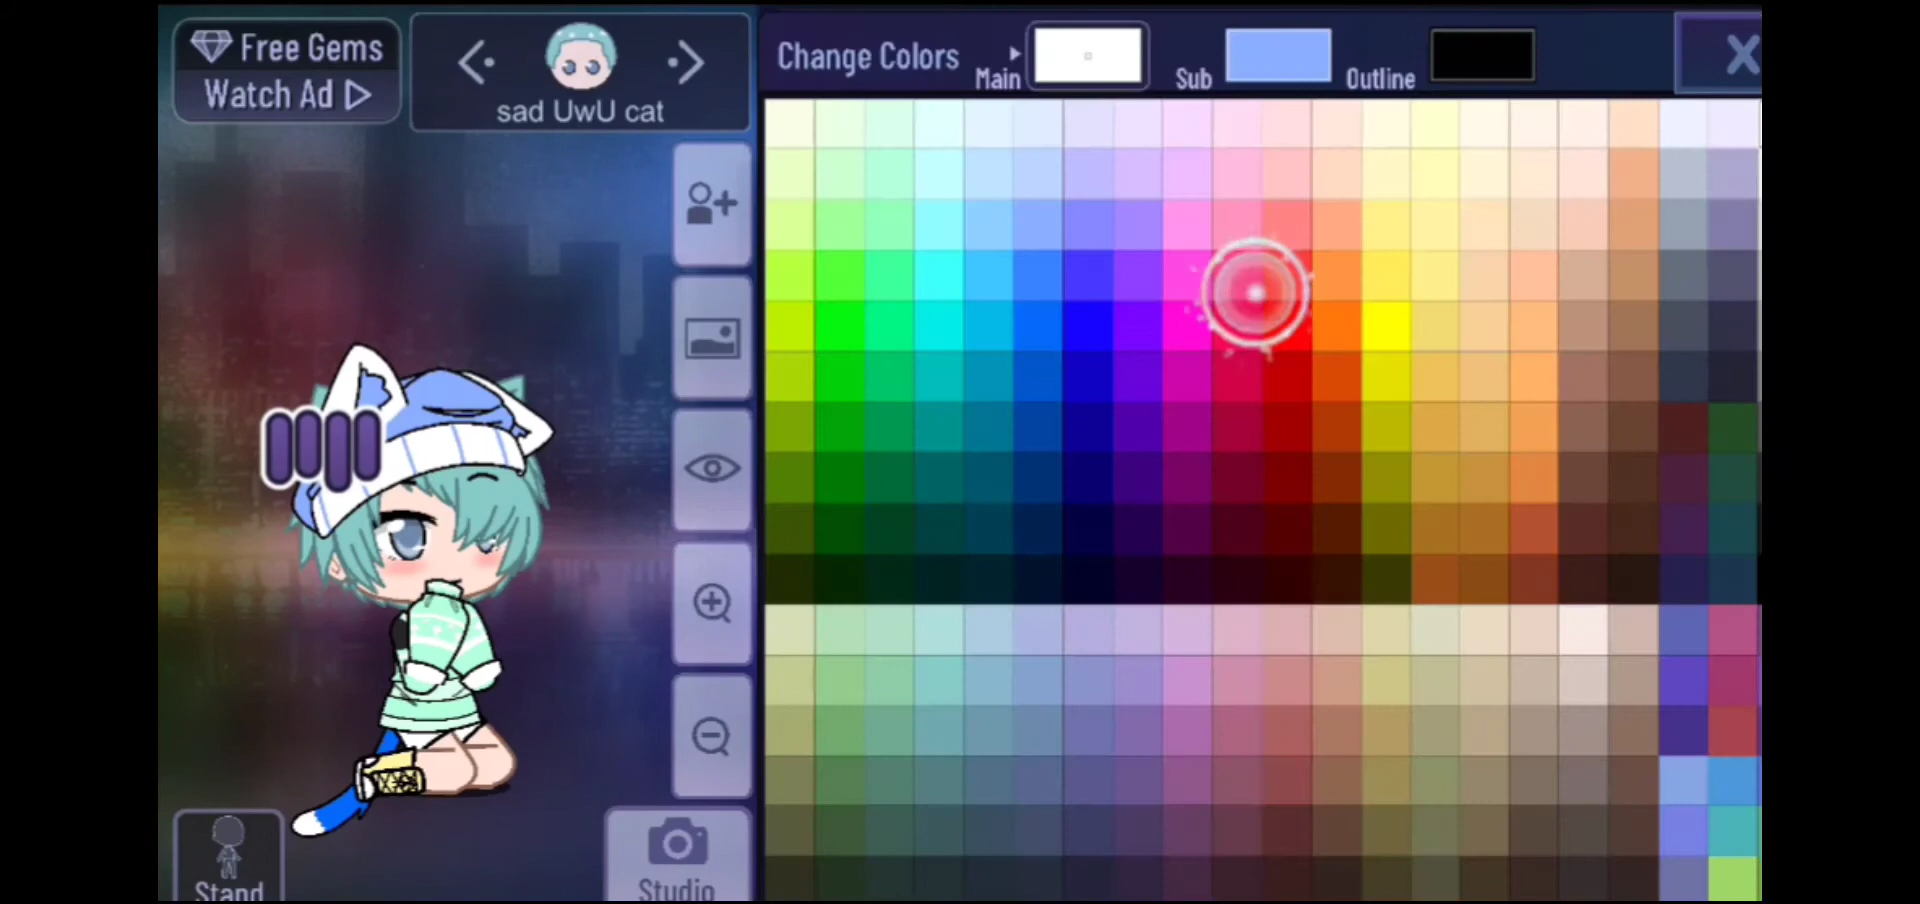 Free Gems
Watch Ad
sad UwU cat
Change Colors
Main
Sub
Outline
X
Stand
Studio